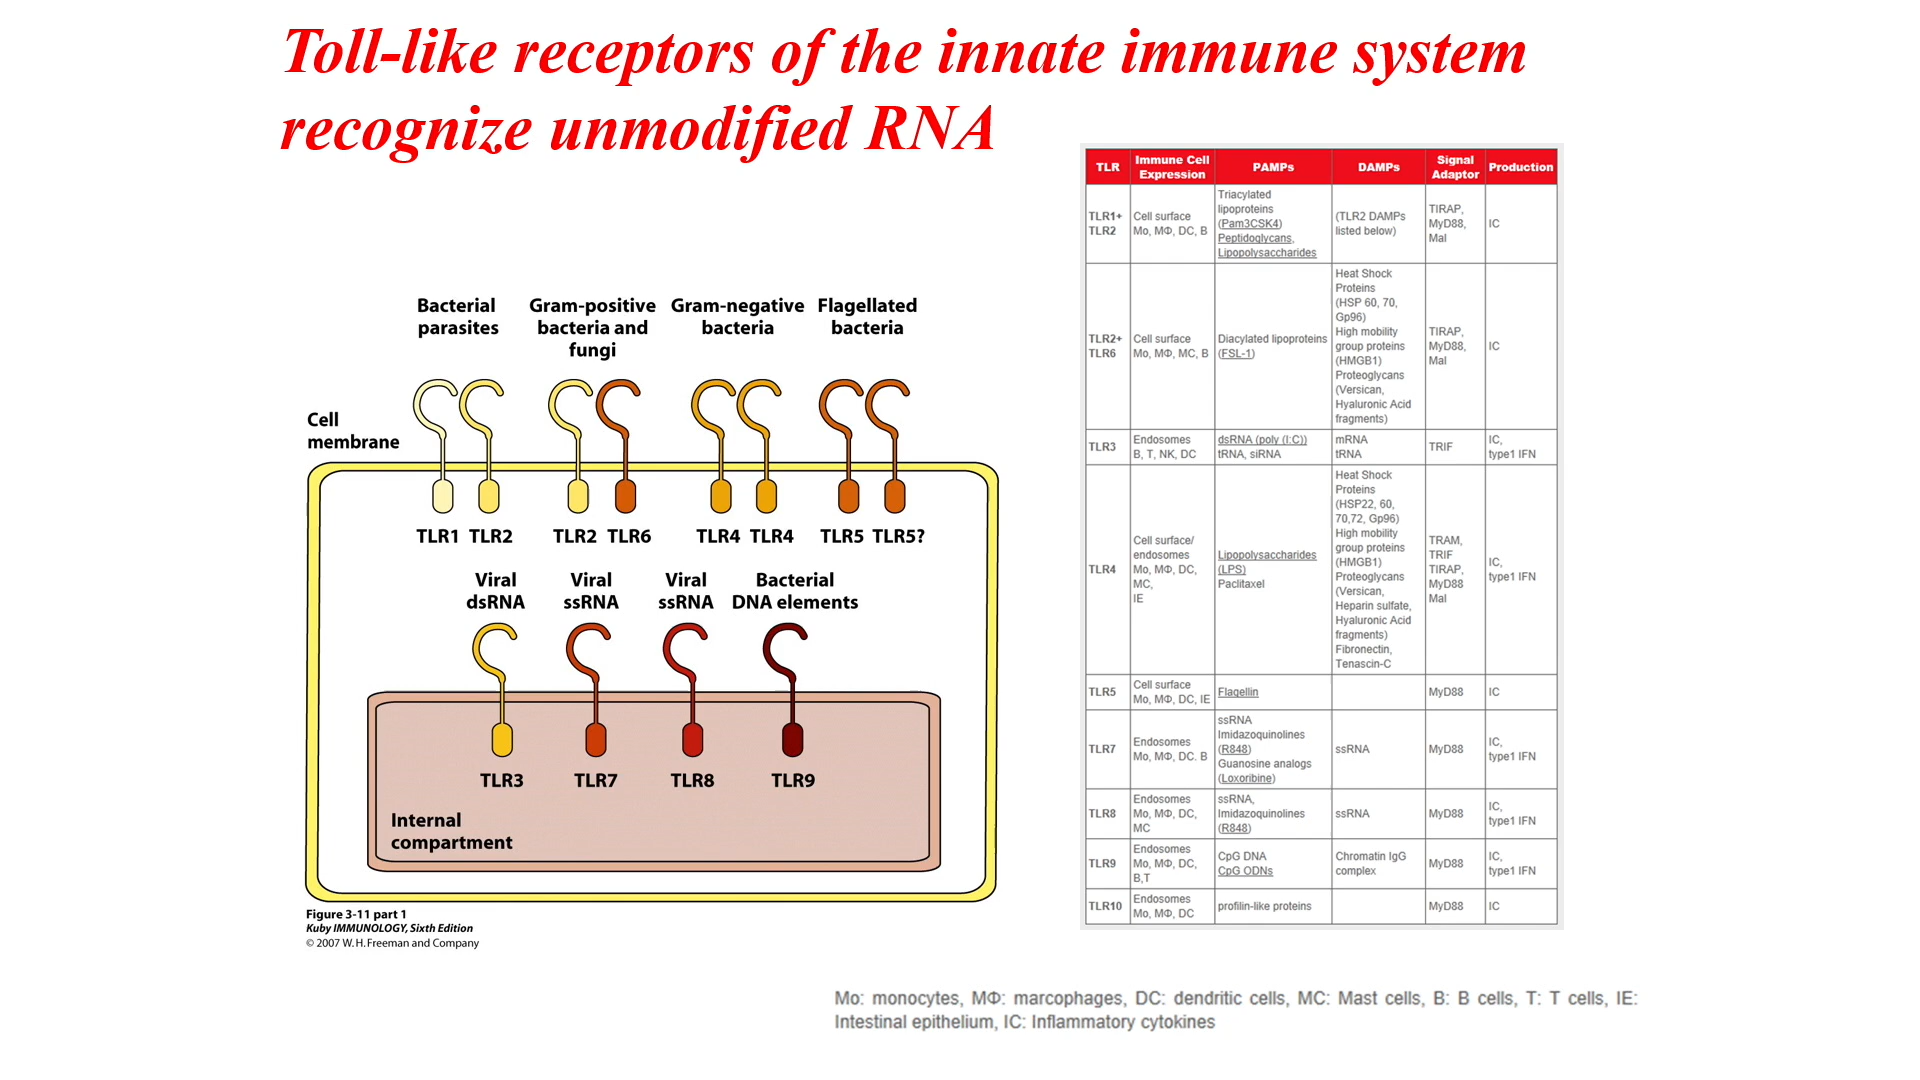 Toll-like receptors of the innate immune system
recognize unmodified RNA
Bacterial
parasites
Gram-positive
bacteria and
fungi
Gram-negative
bacteria
Flagellated
bacteria
Cell
membrane
TLR1 TLR2 TLR2 TLR6 TLR4 TLR4 TLR5 TLR5?
Viral
dsRNA
Viral
ssRNA
Viral
ssRNA
Bacterial
DNA elements
TLR3 TLR7 TLR8 TLR9
Internal
compartment
Figure 3-11 part 1
Kuby IMMUNOLOGY, Sixth Edition
© 2007 W. H. Freeman and Company
TLR
Immune Cell
Expression
PAMPs
DAMPs
Signal
Adaptor
Production
TLR1+
TLR2
Cell surface
Mo, MΦ, DC, B
Triacylated
lipoproteins
(Pam3CSK4)
Peptidoglycans,
Lipopolysaccharides
(TLR2 DAMPs
listed below)
TIRAP,
MyD88,
Mal
IC
TLR2+
TLR6
Cell surface
Mo, MΦ, MC, B
Diacylated lipoproteins
(FSL-1)
Heat Shock
Proteins
(HSP 60, 70,
Gp96)
High mobility
group proteins
(HMGB1)
Proteoglycans
(Versican,
Hyaluronic Acid
fragments)
TIRAP,
MyD88,
Mal
IC
TLR3
Endosomes
B, T, NK, DC
dsRNA (poly (I:C))
tRNA, siRNA
mRNA
tRNA
TRIF
IC,
type1 IFN
TLR4
Cell surface/
endosomes
Mo, MΦ, DC,
MC,
IE
Lipopolysaccharides
(LPS)
Paclitaxel
Heat Shock
Proteins
(HSP22, 60,
70,72, Gp96)
High mobility
group proteins
(HMGB1)
Proteoglycans
(Versican,
Heparin sulfate,
Hyaluronic Acid
fragments)
Fibronectin,
Tenascin-C
TRAM,
TRIF
TIRAP,
MyD88
Mal
IC,
type1 IFN
TLR5
Cell surface
Mo, MΦ, DC, IE
Flagellin
MyD88
IC
TLR7
Endosomes
Mo, MΦ, DC. B
ssRNA
Imidazoquinolines
(R848)
Guanosine analogs
(Loxoribine)
ssRNA
MyD88
IC,
type1 IFN
TLR8
Endosomes
Mo, MΦ, DC,
MC
ssRNA,
Imidazoquinolines
(R848)
ssRNA
MyD88
IC,
type1 IFN
TLR9
Endosomes
Mo, MΦ, DC,
B,T
CpG DNA
CpG ODNs
Chromatin IgG
complex
MyD88
IC,
type1 IFN
TLR10
Endosomes
Mo, MΦ, DC
profilin-like proteins
MyD88
IC
Mo: monocytes, MΦ: marcophages, DC: dendritic cells, MC: Mast cells, B: B cells, T: T cells, IE:
Intestinal epithelium, IC: Inflammatory cytokines